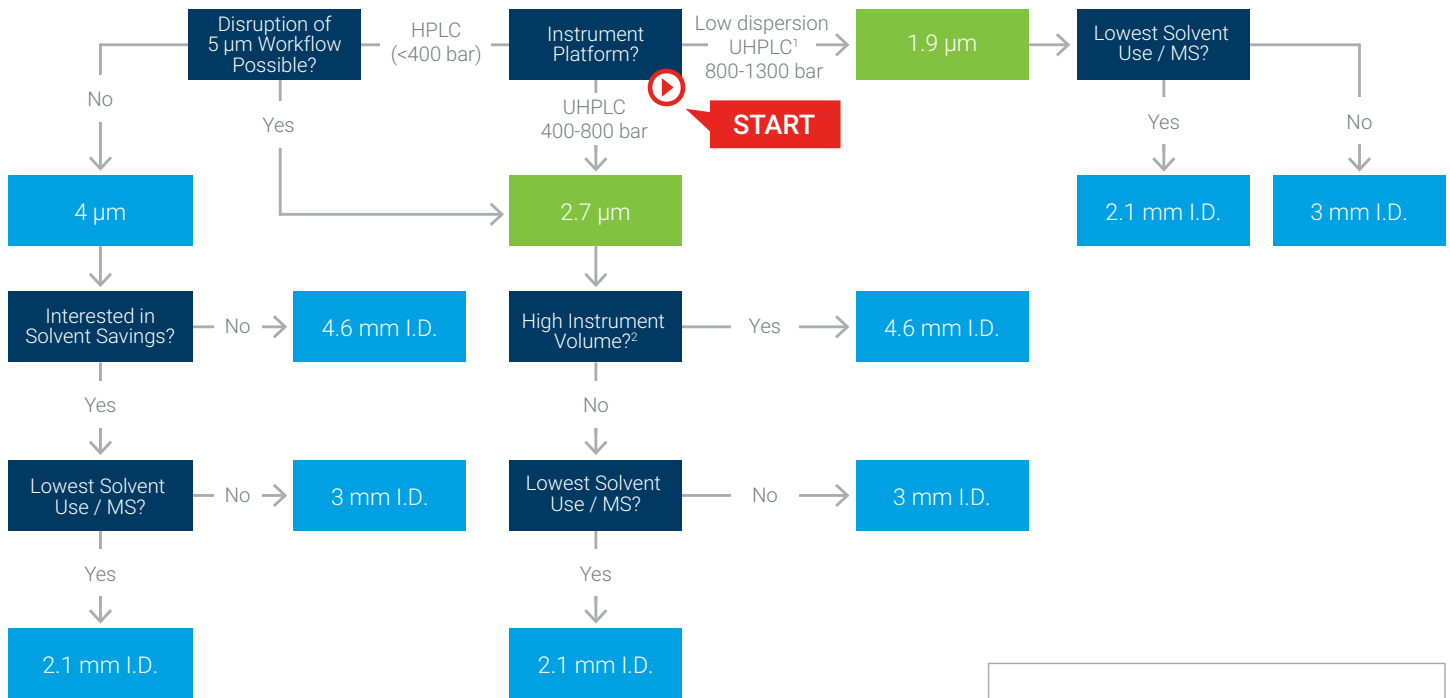 Disruption of
5 µm Workflow
Possible?
HPLC
(<400 bar)
Instrument
Platform?
Low dispersion
UHPLC¹
800-1300 bar
1.9 µm
Lowest Solvent
Use / MS?
No
Yes
UHPLC
400-800 bar
START
Yes
No
4 µm
2.7 µm
2.1 mm I.D.
3 mm I.D.
Interested in
Solvent Savings?
No
4.6 mm I.D.
High Instrument
Volume?²
Yes
4.6 mm I.D.
Yes
No
Lowest Solvent
Use / MS?
No
3 mm I.D.
Lowest Solvent
Use / MS?
No
3 mm I.D.
Yes
Yes
2.1 mm I.D.
2.1 mm I.D.